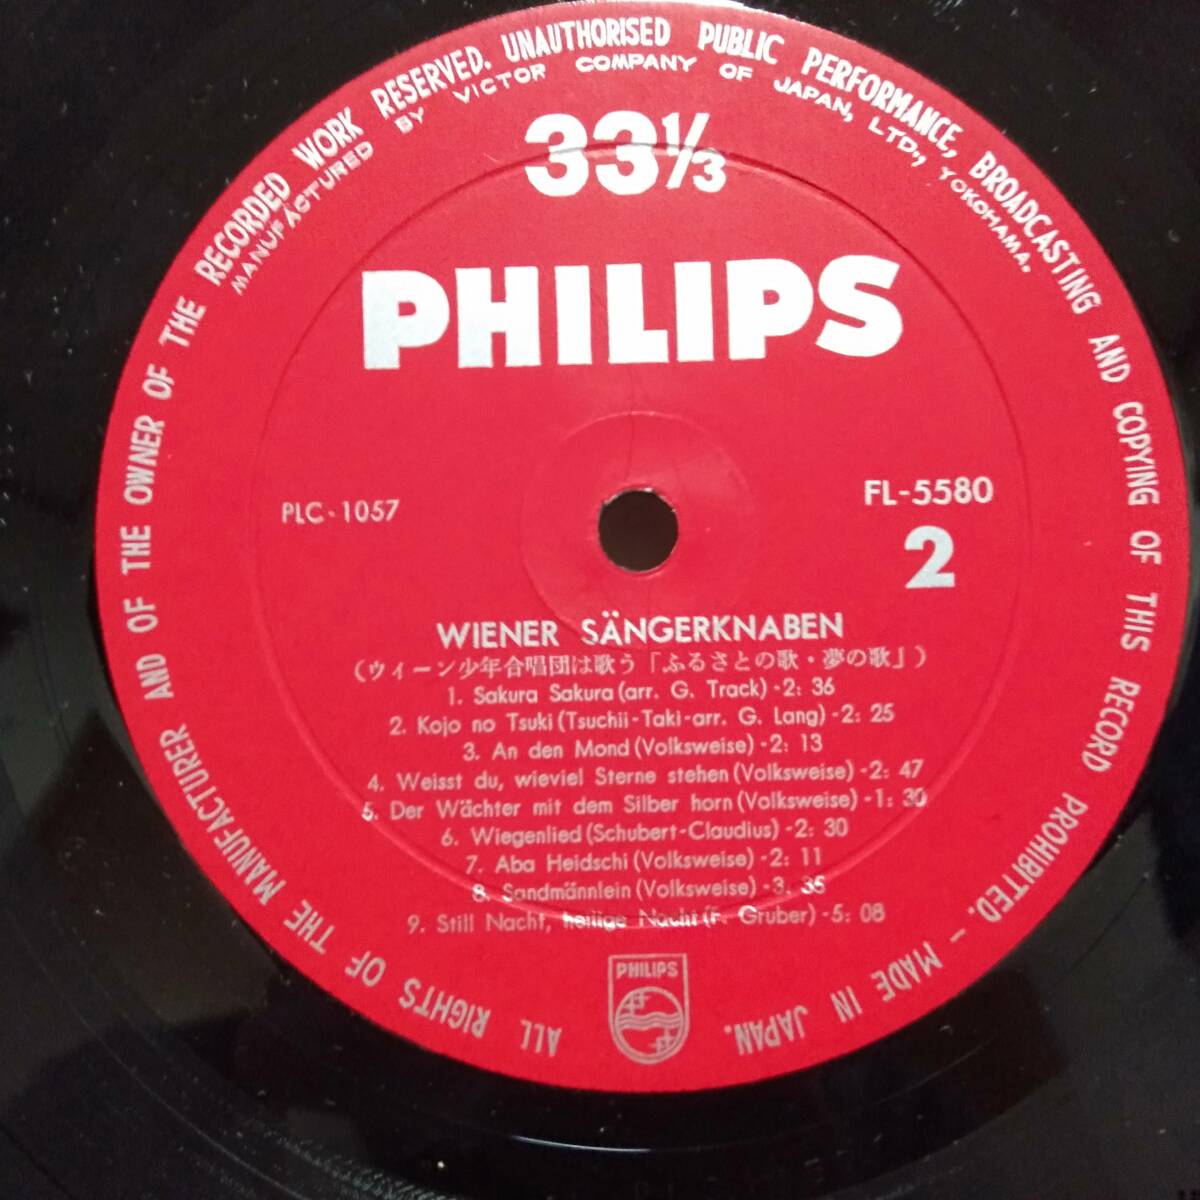 ALL RIGHTS OF THE MANUFACTURER AND OF THE OWNER OF THE RECORDED WORK RESERVED. UNAUTHORISED PUBLIC PERFORMANCE, BROADCASTING AND COPYING OF THIS RECORD PROHIBITED. – MADE IN JAPAN.
MANUFACTURED BY VICTOR COMPANY OF JAPAN, LTD., YOKOHAMA.
33⅓
PHILIPS
PLC-1057
FL-5580
2
WIENER SÄNGERKNABEN
(ウィーン少年合唱団は歌う「ふるさとの歌・夢の歌」)
1. Sakura Sakura (arr. G. Track) -2: 36
2. Kojo no Tsuki (Tsuchii-Taki-arr. G. Lang) -2: 25
3. An den Mond (Volksweise) -2: 13
4. Weisst du, wieviel Sterne stehen (Volksweise) -2: 47
5. Der Wächter mit dem Silber horn (Volksweise) -1: 30
6. Wiegenlied (Schubert-Claudius) -2: 30
7. Aba Heidschi (Volksweise) -2: 11
8. Sandmännlein (Volksweise) -3. 35
9. Still Nacht, heilige Nacht (F. Gruber) -5: 08
PHILIPS